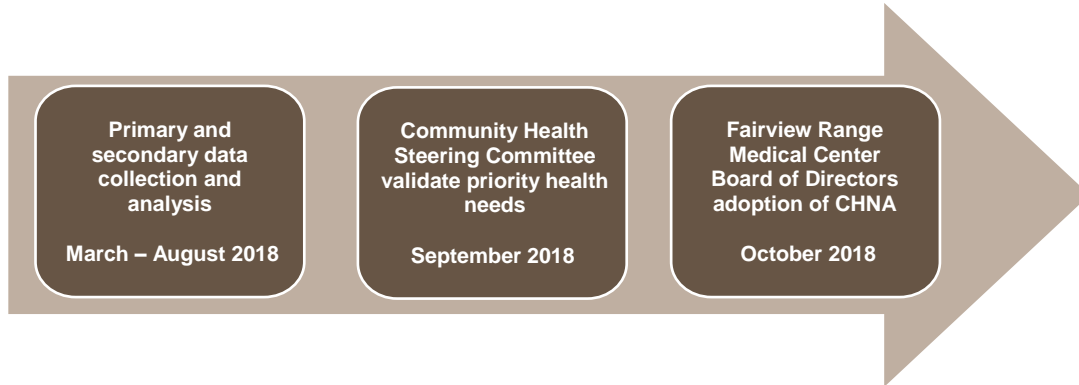 Primary and
secondary data
collection and
analysis
March – August 2018
Community Health
Steering Committee
validate priority health
needs
September 2018
Fairview Range
Medical Center
Board of Directors
adoption of CHNA
October 2018